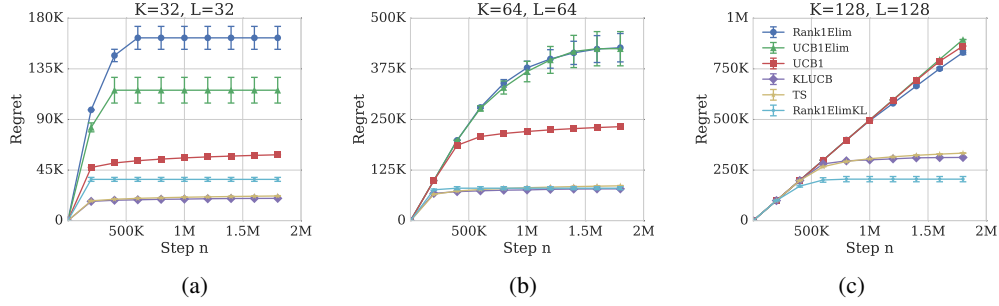 K=32, L=32
180K
135K
90K
45K
0
Regret
500K
1M
1.5M
2M
Step n
(a)
K=64, L=64
500K
375K
250K
125K
0
Regret
500K
1M
1.5M
2M
Step n
(b)
K=128, L=128
1M
750K
500K
250K
0
Regret
Rank1Elim
UCB1Elim
UCB1
KLUCB
TS
Rank1ElimKL
500K
1M
1.5M
2M
Step n
(c)